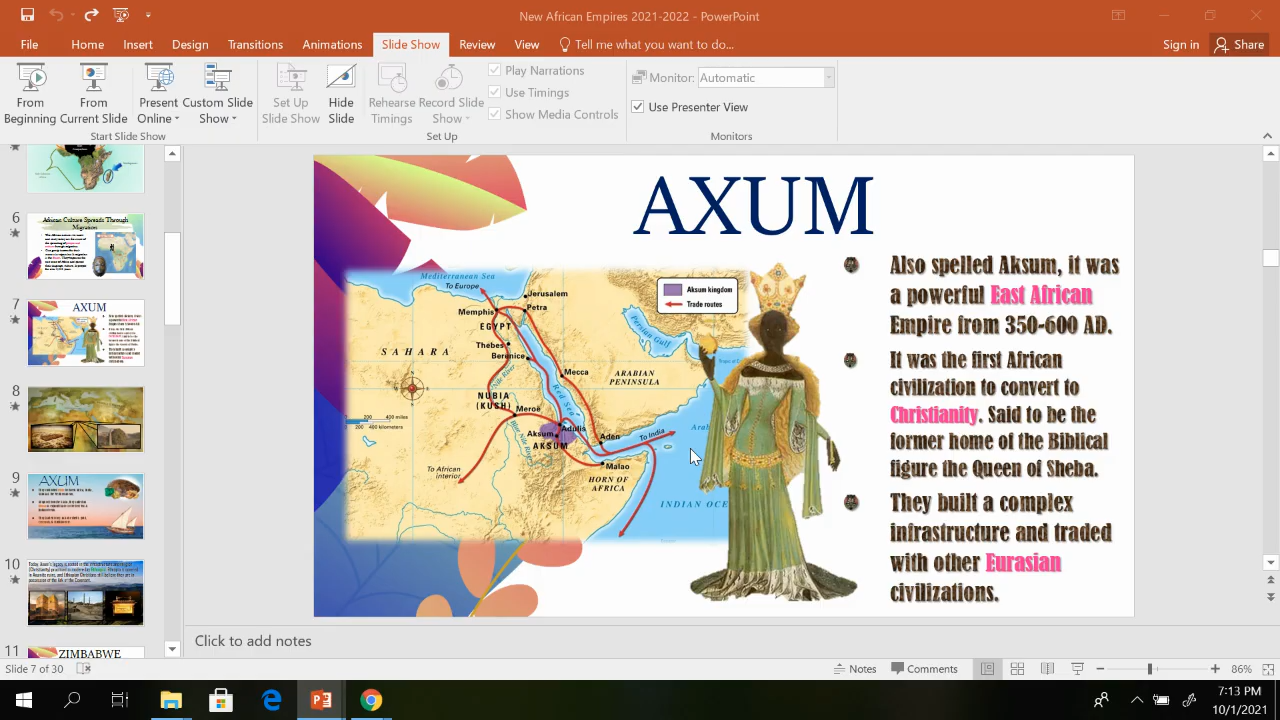 New African Empires 2021-2022 - PowerPoint
File Home Insert Design Transitions Animations Slide Show Review View Tell me what you want to do... Sign in Share
From Beginning
From Current Slide
Present Online
Custom Slide Show
Start Slide Show
Set Up Slide Show
Hide Slide
Rehearse Timings
Record Slide Show
Play Narrations
Use Timings
Show Media Controls
Set Up
Monitor: Automatic
Use Presenter View
Monitors
6
African Culture Spreads Through
Migration
7
AXUM
8
9
AXUM
10
11
ZIMBABWE
AXUM
Mediterranean Sea
To Europe
Jerusalem
Memphis
Petra
EGYPT
Thebes
Berenice
SAHARA
Mecca
ARABIAN
PENINSULA
Persian Gulf
Red Sea
Nile River
NUBIA
(KUSH)
Meroë
Adulis
Aksum
AKSUM
Aden
To India
Arab
Malao
HORN OF
AFRICA
To African
interior
INDIAN OCE
Aksum kingdom
Trade routes
200 400 miles
200 400 kilometers
Also spelled Aksum, it was
a powerful East African
Empire from 350-600 AD.
It was the first African
civilization to convert to
Christianity. Said to be the
former home of the Biblical
figure the Queen of Sheba.
They built a complex
infrastructure and traded
with other Eurasian
civilizations.
Click to add notes
Slide 7 of 30 Notes Comments 86%
7:13 PM
10/1/2021